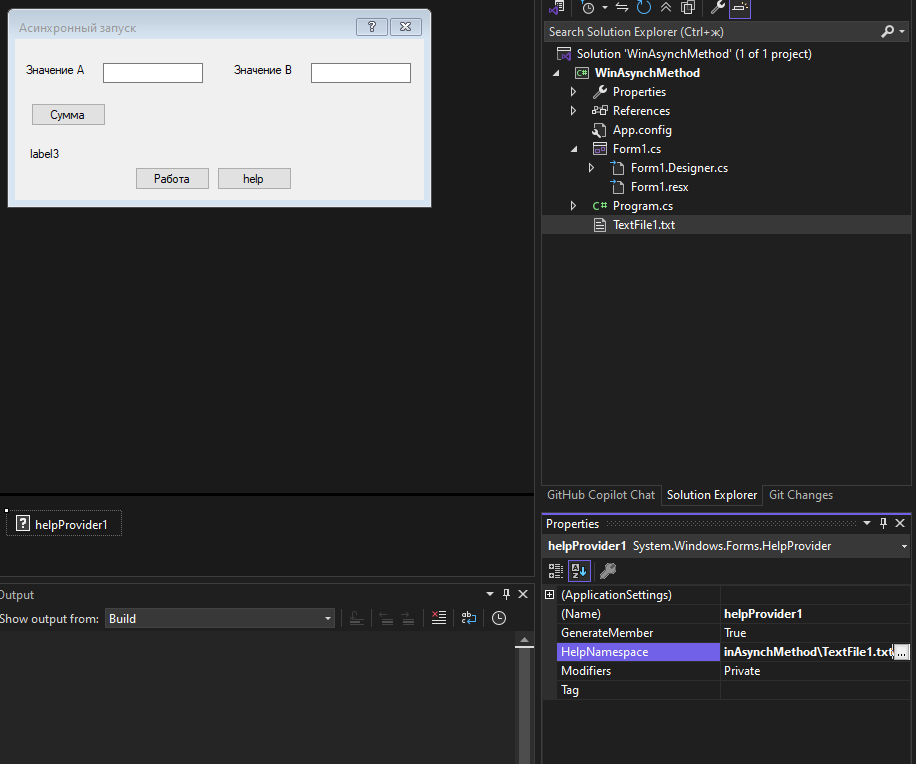 Асинхронный запуск
?
Значение А
Значение В
Сумма
label3
Работа
help
helpProvider1
Output
Show output from:
Build
Search Solution Explorer (Ctrl+ж)
Solution 'WinAsynchMethod' (1 of 1 project)
C# WinAsynchMethod
Properties
References
App.config
Form1.cs
Form1.Designer.cs
Form1.resx
C# Program.cs
TextFile1.txt
GitHub Copilot Chat
Solution Explorer
Git Changes
Properties
helpProvider1 System.Windows.Forms.HelpProvider
(ApplicationSettings)
(Name) helpProvider1
GenerateMember True
HelpNamespace inAsynchMethod\TextFile1.txt ...
Modifiers Private
Tag